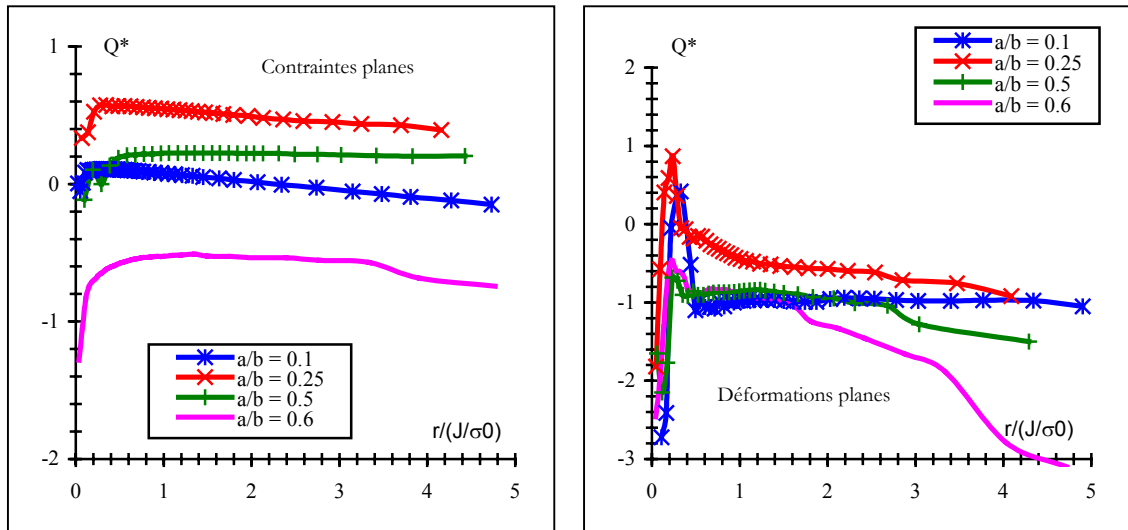 Q*
Contraintes planes
1
0
-1
-2
a/b = 0.1
a/b = 0.25
a/b = 0.5
a/b = 0.6
r/(J/σ0)
0 1 2 3 4 5
Q*
a/b = 0.1
a/b = 0.25
a/b = 0.5
a/b = 0.6
2
1
0
-1
-2
-3
Déformations planes
r/(J/σ0)
0 1 2 3 4 5